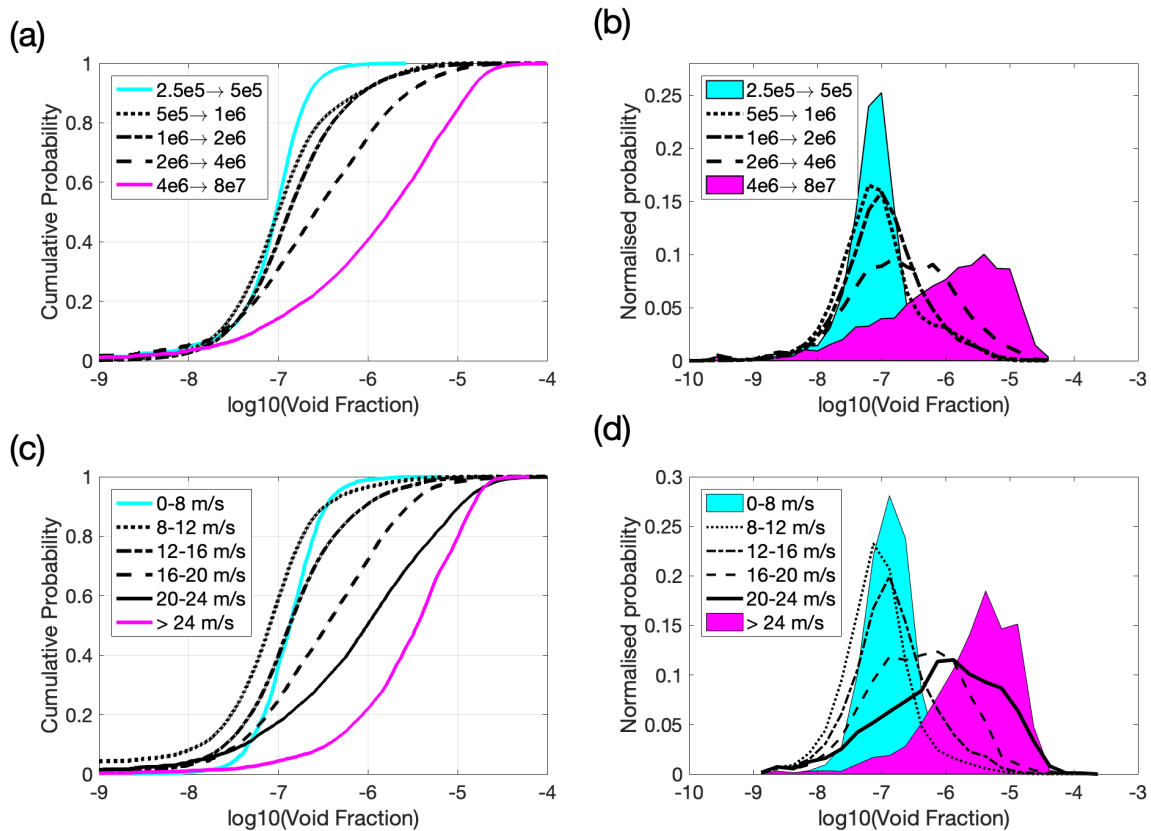 (a)
Cumulative Probability
1
0.8
0.6
0.4
0.2
0
2.5e5→ 5e5
5e5→ 1e6
1e6→ 2e6
2e6→ 4e6
4e6→ 8e7
-9 -8 -7 -6 -5 -4
log10(Void Fraction)
(b)
Normalised probability
0.25
0.2
0.15
0.1
0.05
0
2.5e5→ 5e5
5e5→ 1e6
1e6→ 2e6
2e6→ 4e6
4e6→ 8e7
-10 -9 -8 -7 -6 -5 -4 -3
log10(Void Fraction)
(c)
Cumulative Probability
1
0.8
0.6
0.4
0.2
0
0-8 m/s
8-12 m/s
12-16 m/s
16-20 m/s
20-24 m/s
> 24 m/s
-9 -8 -7 -6 -5 -4
log10(Void Fraction)
(d)
Normalised probability
0.3
0.25
0.2
0.15
0.1
0.05
0
0-8 m/s
8-12 m/s
12-16 m/s
16-20 m/s
20-24 m/s
> 24 m/s
-10 -9 -8 -7 -6 -5 -4 -3
log10(Void Fraction)